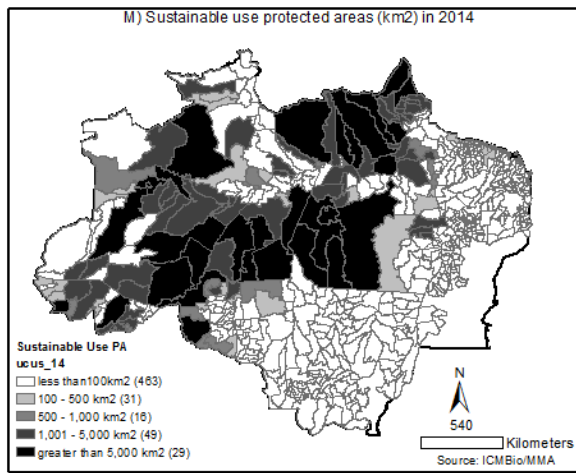 M) Sustainable use protected areas (km2) in 2014
Sustainable Use PA
ucus_14
less than100km2 (463)
100 - 500 km2 (31)
500 - 1,000 km2 (16)
1,001 - 5,000 km2 (49)
greater than 5,000 km2 (29)
N
540
Kilometers
Source: ICMBio/MMA